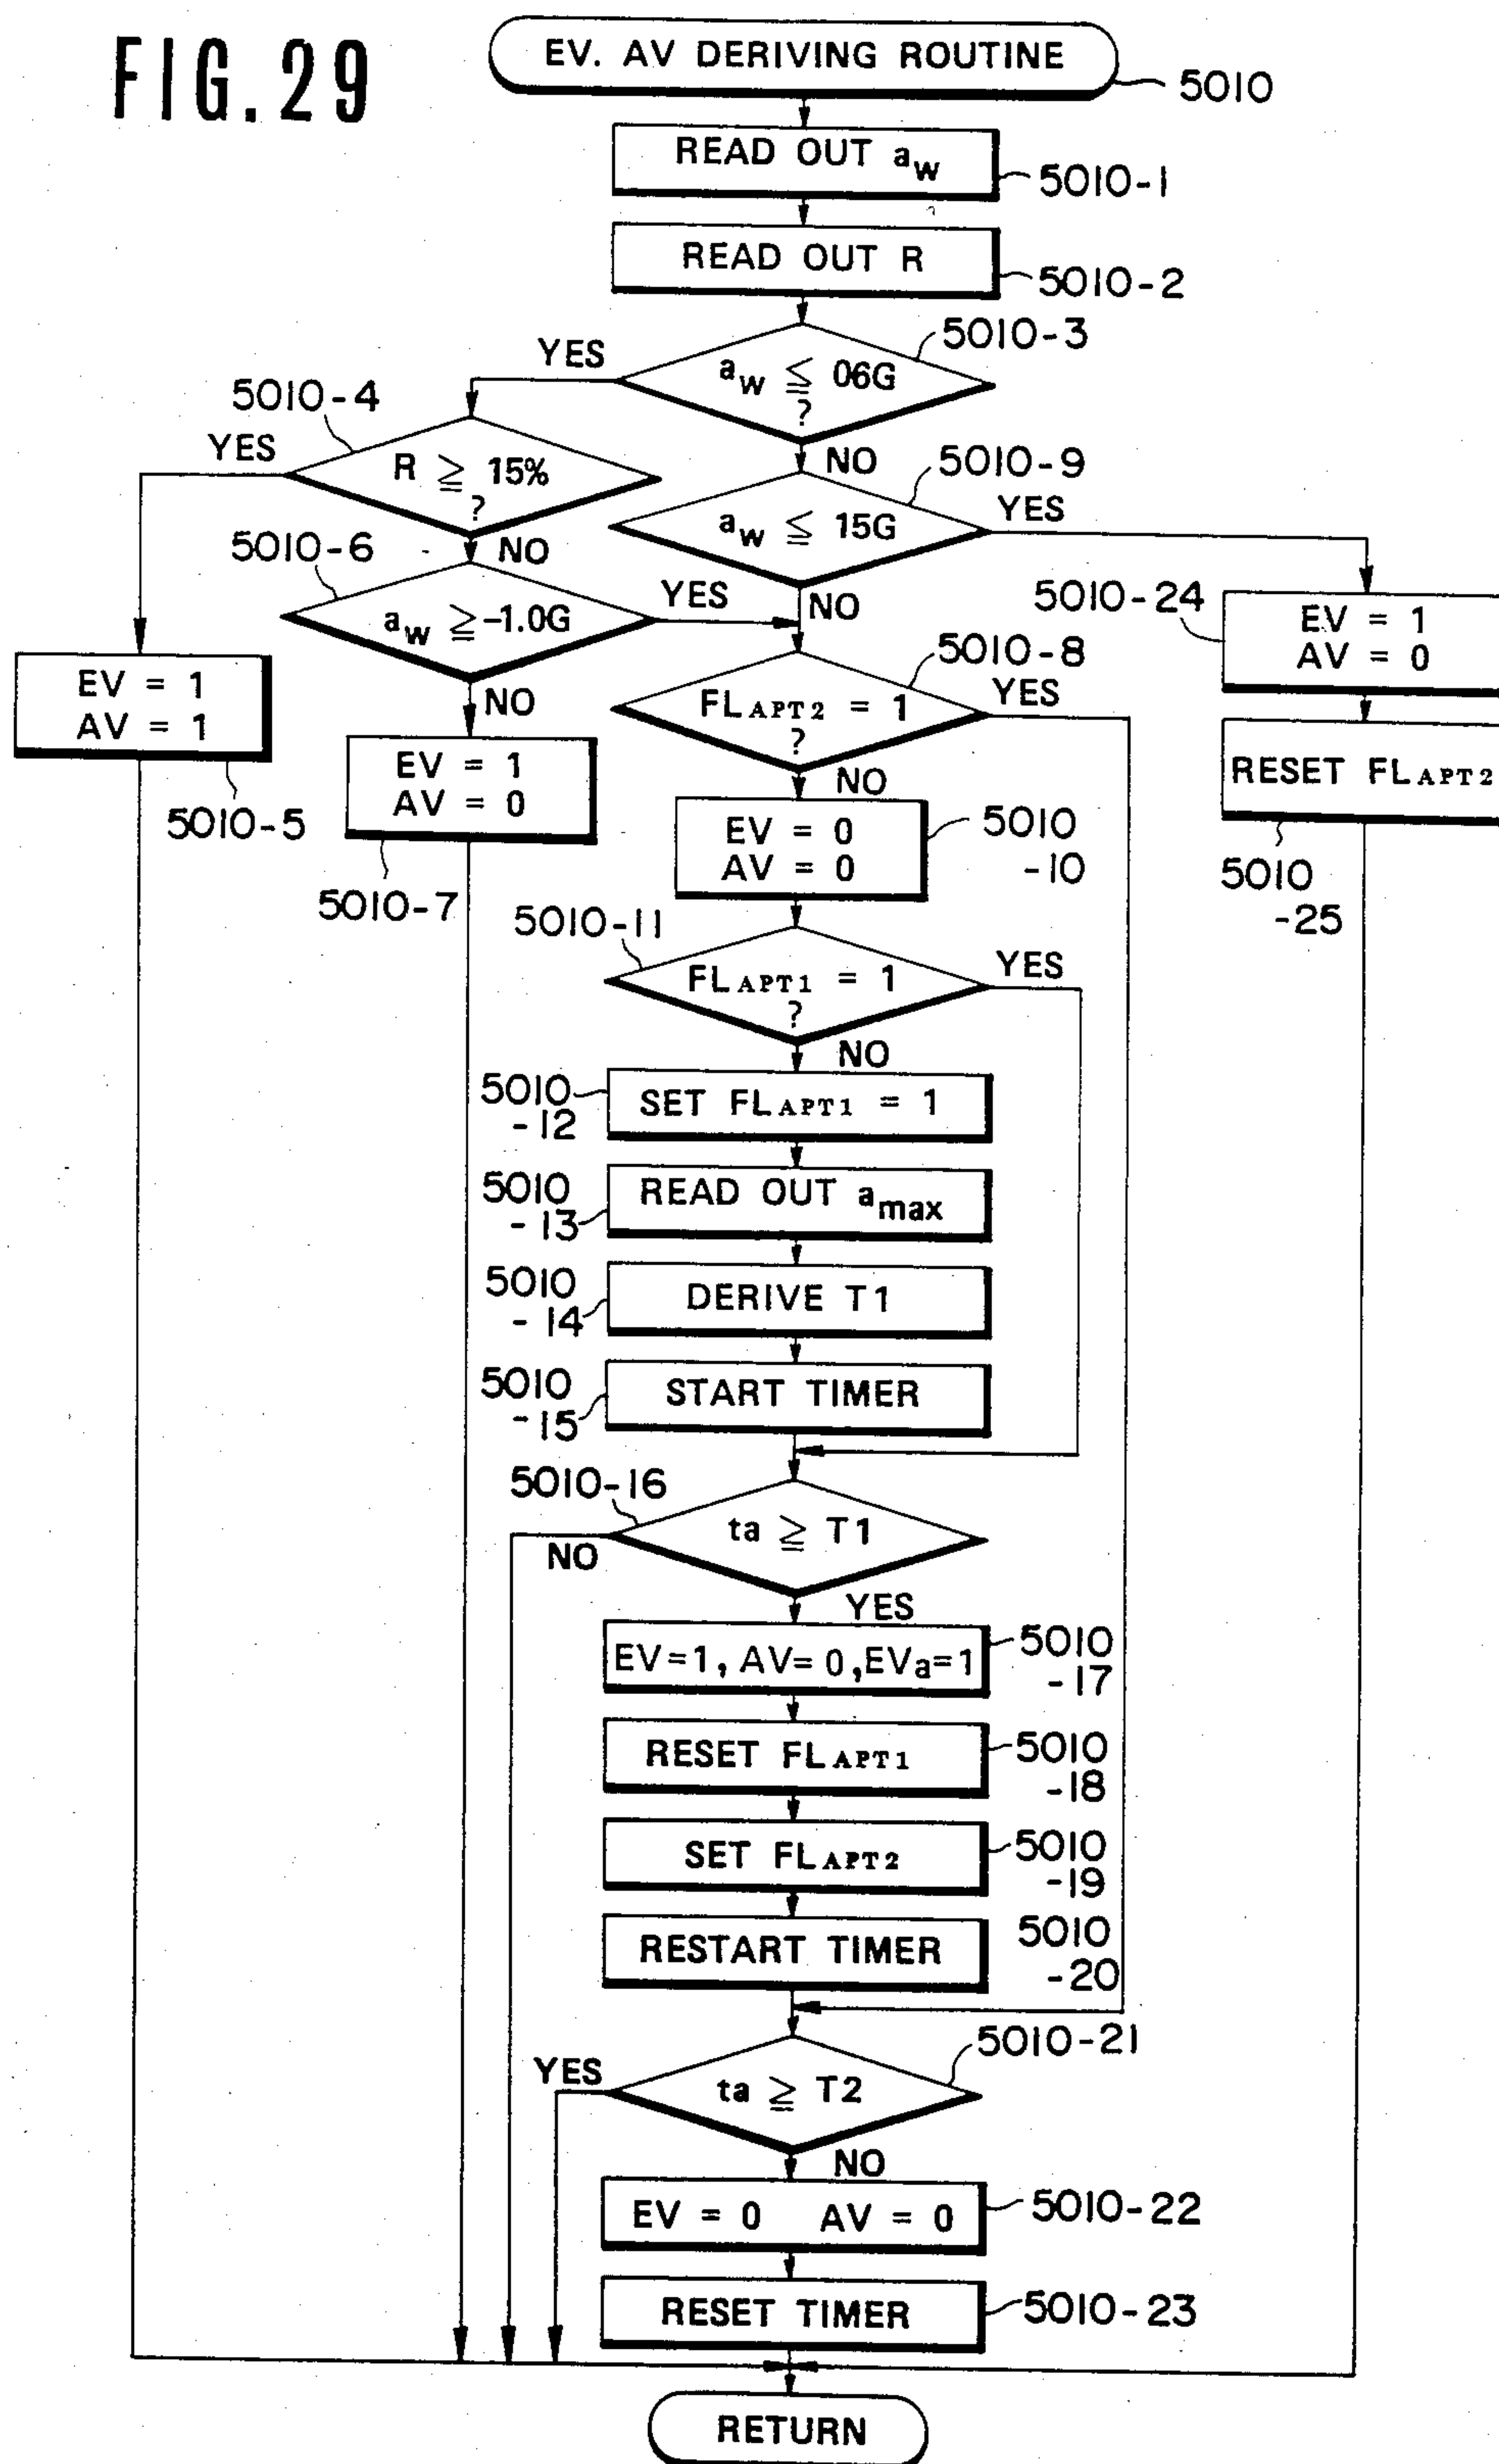 FIG. 29
EV. AV DERIVING ROUTINE
5010
READ OUT aw
5010-1
READ OUT R
5010-2
5010-3
YES
aw ≦ 06G
?
5010-4
YES
R ≧ 15%
?
NO
5010-9
aw ≦ 15G
YES
5010-6
NO
aw ≧ -1.0G
YES
NO
5010-24
EV = 1
AV = 0
5010-8
EV = 1
AV = 1
FLAPT2 = 1
?
YES
NO
RESET FLAPT2
5010-5
EV = 1
AV = 0
NO
EV = 0
AV = 0
5010
-10
5010
-25
5010-7
5010-11
FLAPT1 = 1
?
YES
NO
5010
-12
SET FLAPT1 = 1
5010
-13
READ OUT amax
5010
-14
DERIVE T1
5010
-15
START TIMER
5010-16
ta ≧ T1
NO
YES
EV=1, AV=0, EVa=1
5010
-17
RESET FLAPT1
5010
-18
SET FLAPT2
5010
-19
RESTART TIMER
5010
-20
5010-21
YES
ta ≧ T2
NO
EV = 0 AV = 0
5010-22
RESET TIMER
5010-23
RETURN